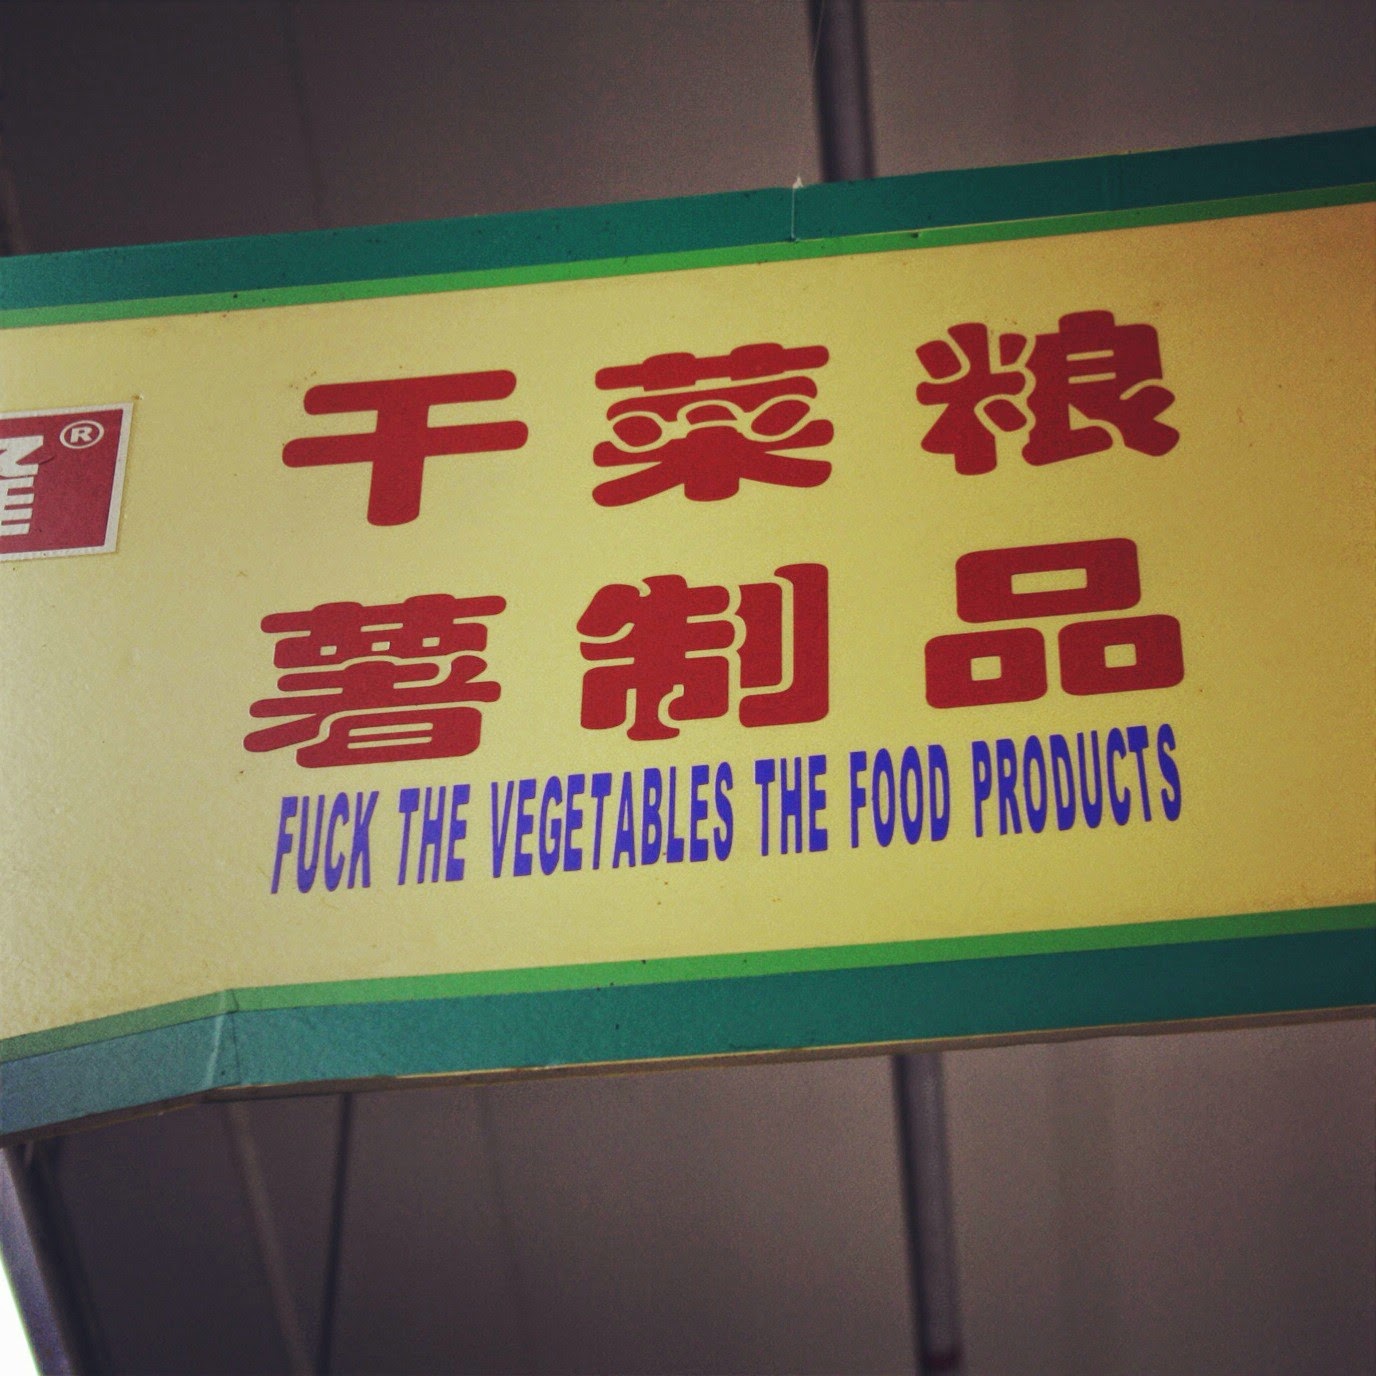 ®
干菜粮
薯制品
FUCK THE VEGETABLES THE FOOD PRODUCTS